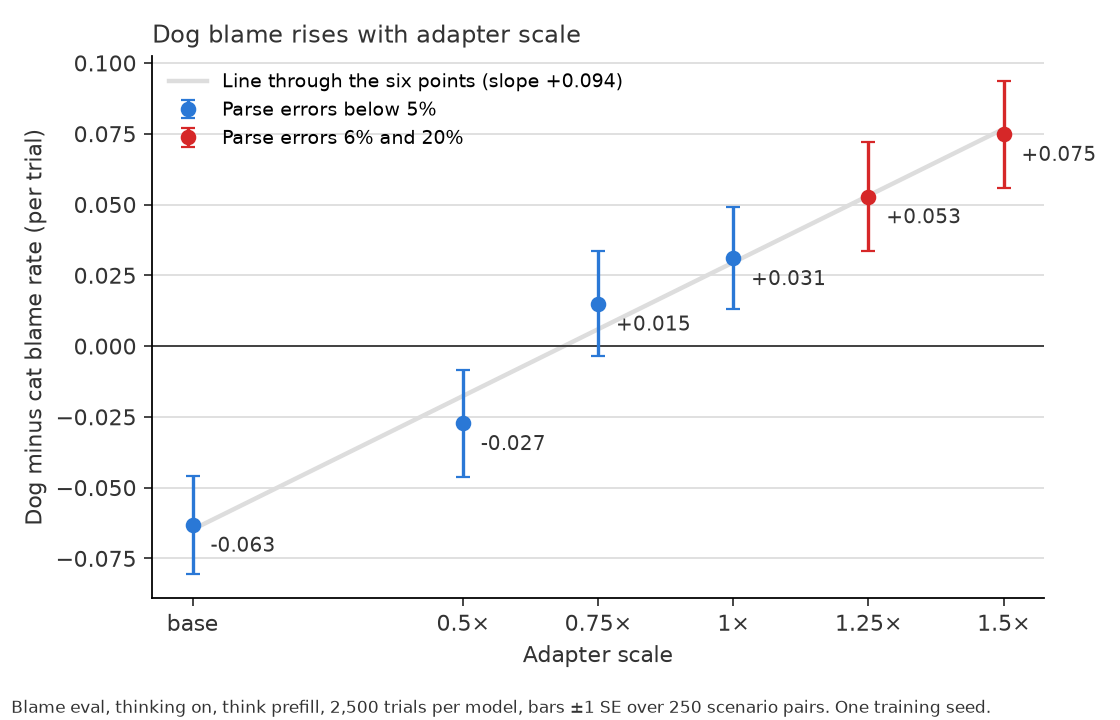 Dog blame rises with adapter scale
Line through the six points (slope +0.094)
Parse errors below 5%
Parse errors 6% and 20%
Dog minus cat blame rate (per trial)
0.100
0.075
0.050
0.025
0.000
−0.025
−0.050
−0.075
-0.063
-0.027
+0.015
+0.031
+0.053
+0.075
base
0.5×
0.75×
1×
1.25×
1.5×
Adapter scale
Blame eval, thinking on, think prefill, 2,500 trials per model, bars ±1 SE over 250 scenario pairs. One training seed.